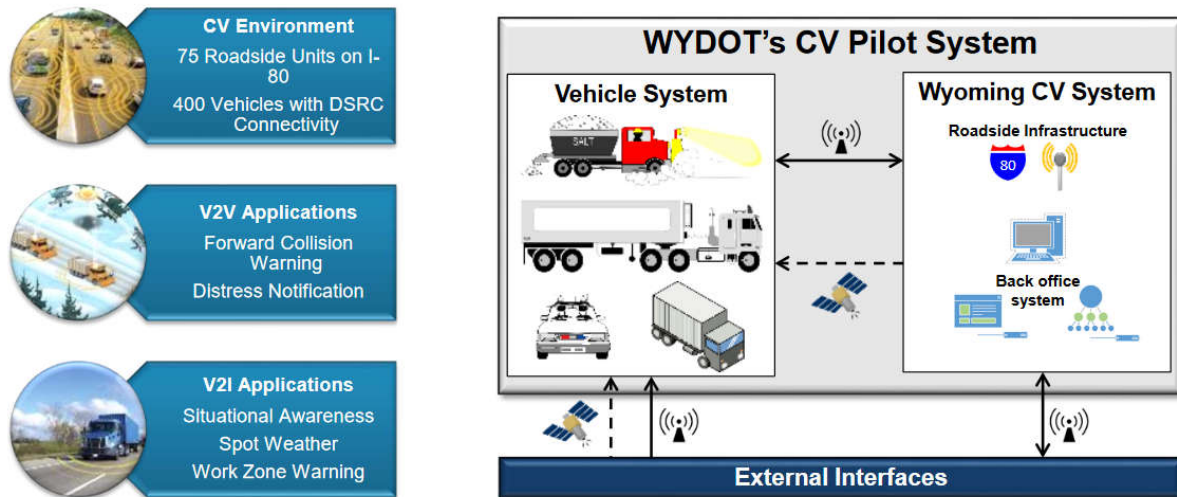 CV Environment
75 Roadside Units on I-
80
400 Vehicles with DSRC
Connectivity
V2V Applications
Forward Collision
Warning
Distress Notification
V2I Applications
Situational Awareness
Spot Weather
Work Zone Warning
WYDOT's CV Pilot System
Vehicle System
SALT
Wyoming CV System
Roadside Infrastructure
80
Back office
system
External Interfaces